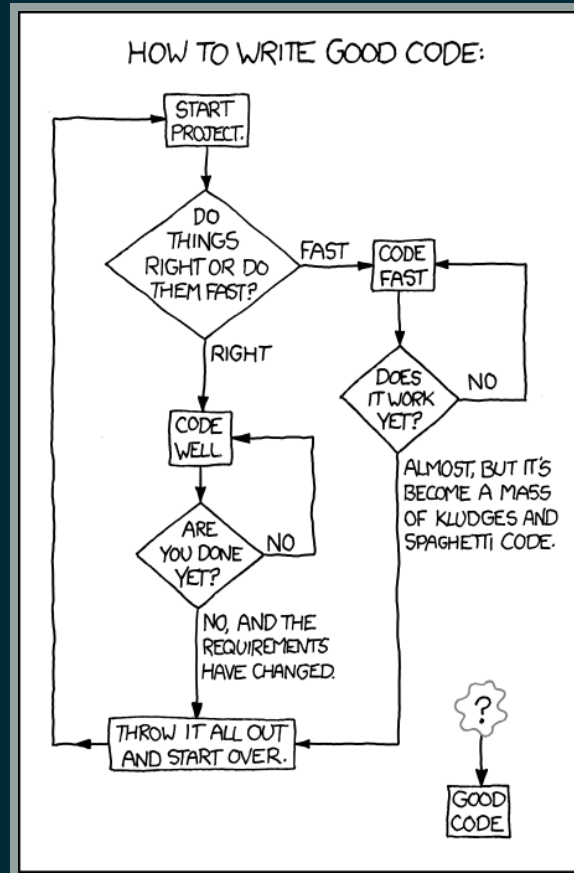 HOW TO WRITE GOOD CODE:
START
PROJECT.
DO
THINGS
RIGHT OR DO
THEM FAST?
FAST
CODE
FAST
RIGHT
DOES
IT WORK
YET?
NO
CODE
WELL
ALMOST, BUT IT'S
BECOME A MASS
OF KLUDGES AND
SPAGHETTI CODE.
ARE
YOU DONE
YET?
NO
NO, AND THE
REQUIREMENTS
HAVE CHANGED.
THROW IT ALL OUT
AND START OVER.
?
GOOD
CODE